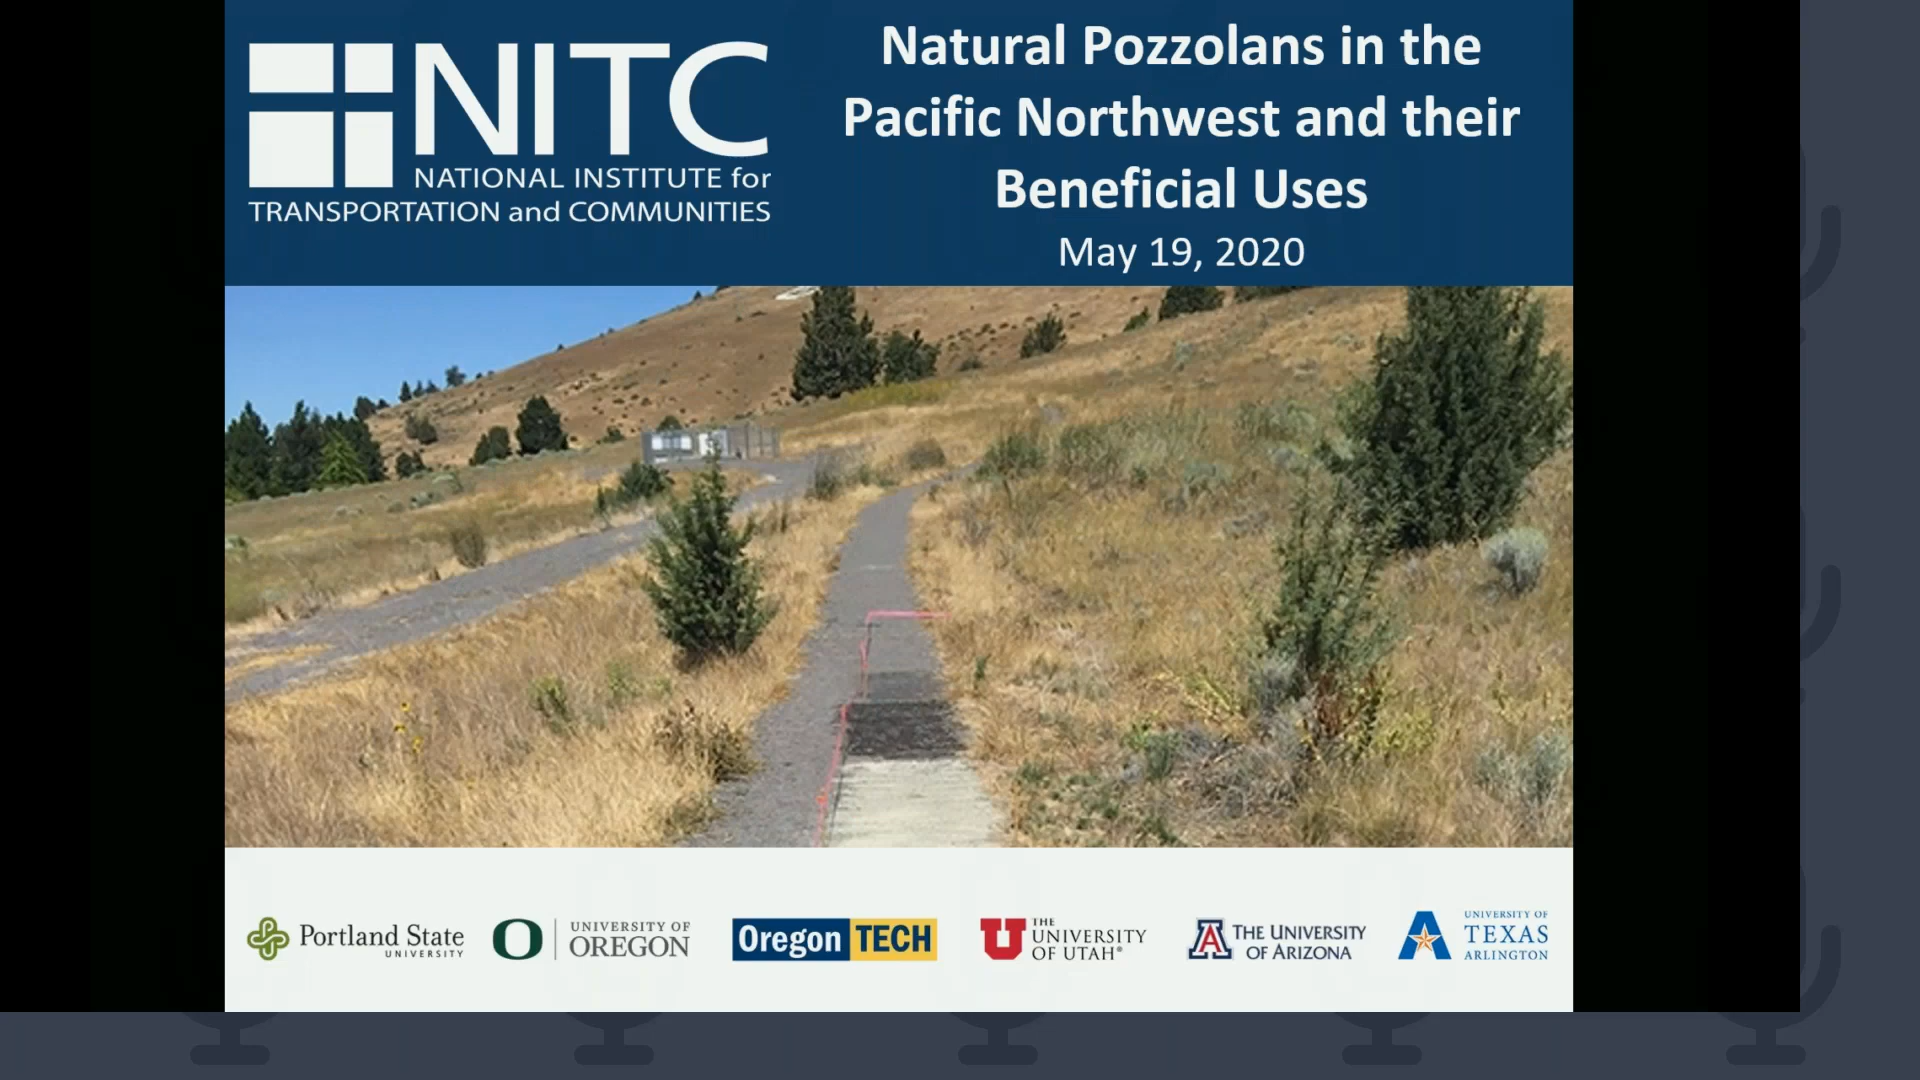 NITC
NATIONAL INSTITUTE for
TRANSPORTATION and COMMUNITIES
Natural Pozzolans in the
Pacific Northwest and their
Beneficial Uses
May 19, 2020
Portland State
UNIVERSITY
O
UNIVERSITY OF
OREGON
Oregon TECH
U
THE
UNIVERSITY
OF UTAH®
A
THE UNIVERSITY
OF ARIZONA
A
UNIVERSITY OF
TEXAS
ARLINGTON